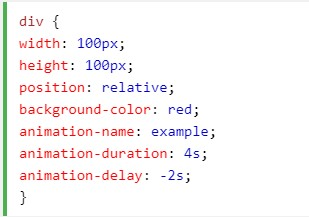 div {
width: 100px;
height: 100px;
position: relative;
background-color: red;
animation-name: example;
animation-duration: 4s;
animation-delay: -2s;
}